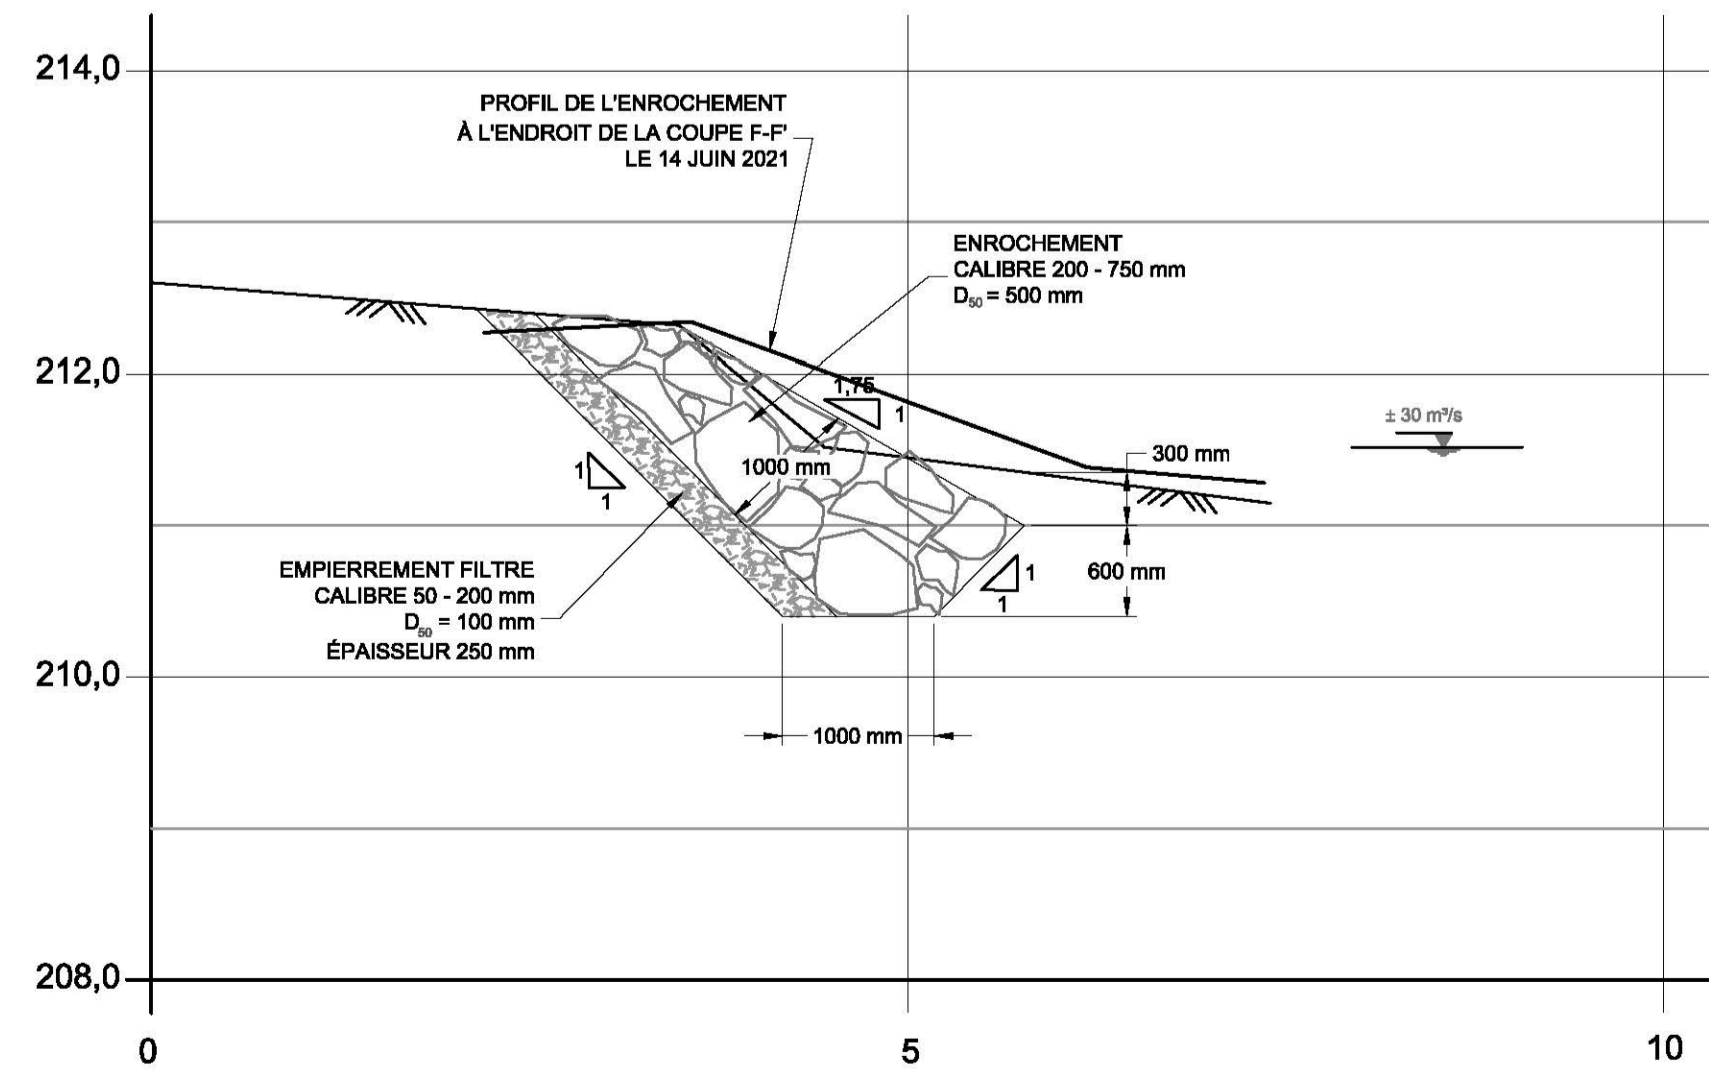 214,0
PROFIL DE L'ENROCHEMENT
À L'ENDROIT DE LA COUPE F-F'
LE 14 JUIN 2021
ENROCHEMENT
CALIBRE 200 - 750 mm
D₅₀ = 500 mm
212,0
1,75
1
± 30 m³/s
300 mm
1000 mm
1
1
EMPIERREMENT FILTRE
CALIBRE 50 - 200 mm
D₅₀ = 100 mm
ÉPAISSEUR 250 mm
1
1
600 mm
210,0
1000 mm
208,0
0
5
10